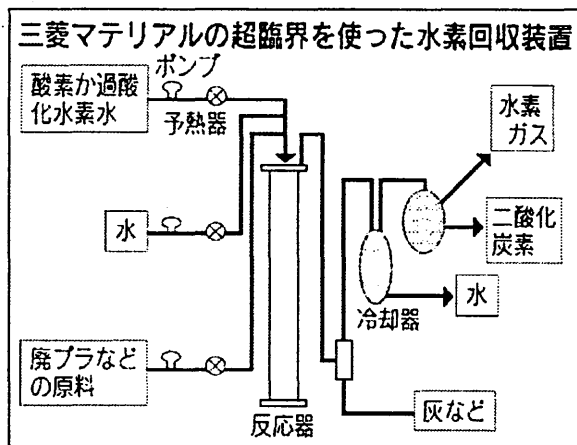 三菱マテリアルの超臨界を使った水素回収装置
酸素か過酸
化水素水
ポンプ
予熱器
水
廃プラなど
の原料
反応器
冷却器
水素
ガス
二酸化
炭素
水
灰など